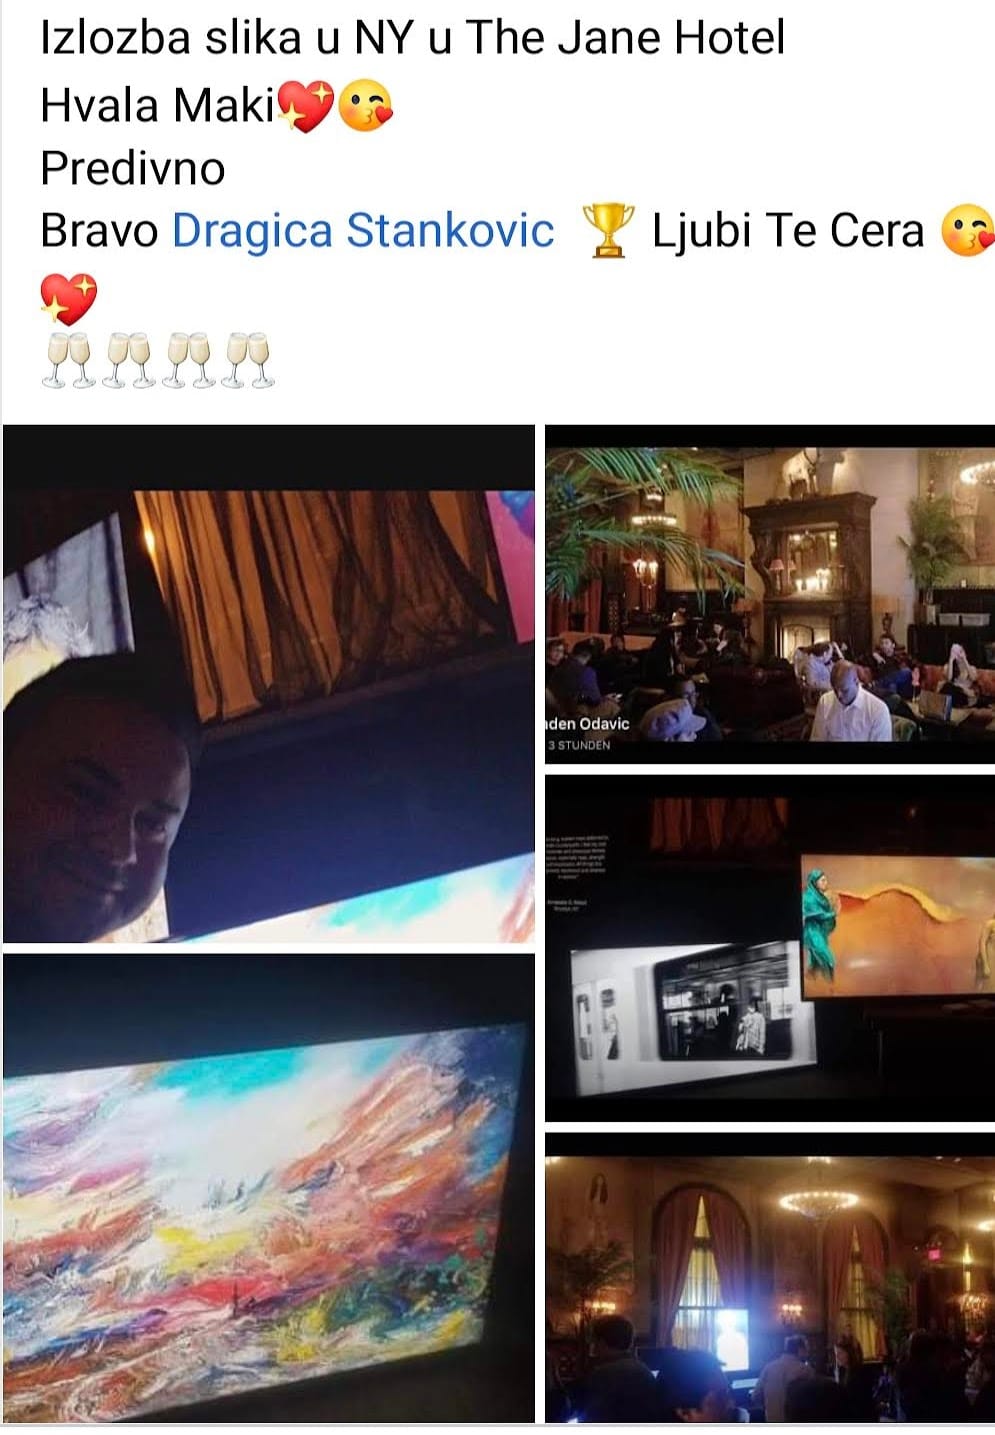 Izlozba slika u NY u The Jane Hotel
Hvala Maki💖😘
Predivno
Bravo Dragica Stankovic 🏆 Ljubi Te Cera 😘
💖
🥂🥂🥂🥂
den Odavic
3 STUNDEN